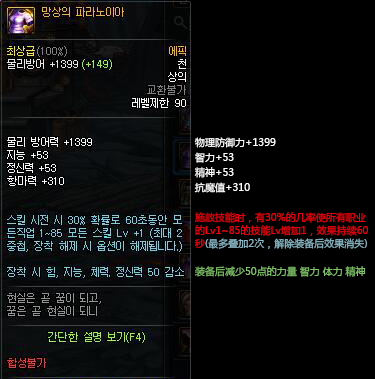 망상의 파라노이아
최상급(100%) 에픽
물리방어 +1399 (+149) 천
상의
교환불가
레벨제한 90
물리 방어력 +1399
지능 +53
정신력 +53
항마력 +310
스킬 시전 시 30% 확률로 60초동안 모
든직업 1~85 모든 스킬 Lv +1 (최대 2
중첩, 장착 해제 시 옵션이 해제됩니다.)
장착 시 힘, 지능, 체력, 정신력 50 감소
현실은 곧 꿈이 되고,
꿈은 곧 현실이 되니
간단한 설명 보기(F4)
합성불가
物理防御力+1399
智力+53
精神+53
抗魔值+310
施放技能时，有30%的几率使所有职业
的Lv1~85的技能Lv增加1，效果持续60
秒(最多叠加2次，解除装备后效果消失)
装备后减少50点的力量 智力 体力 精神